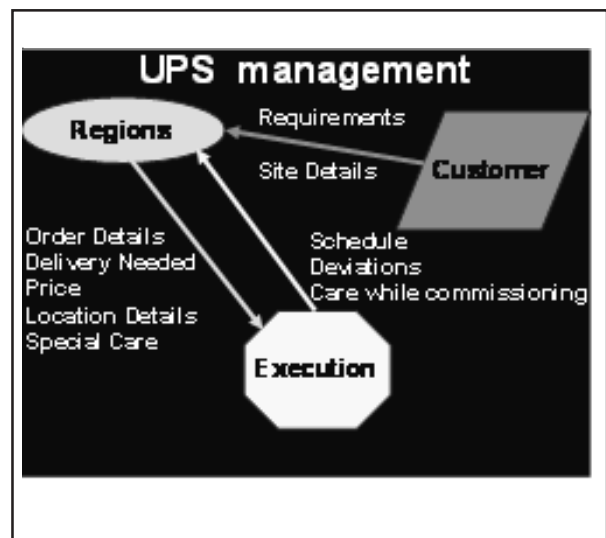 UPS management
Regions
Requirements
Site Details
Customer
Order Details
Delivery Needed
Price
Location Details
Special Care
Schedule
Deviations
Care while commissioning
Execution